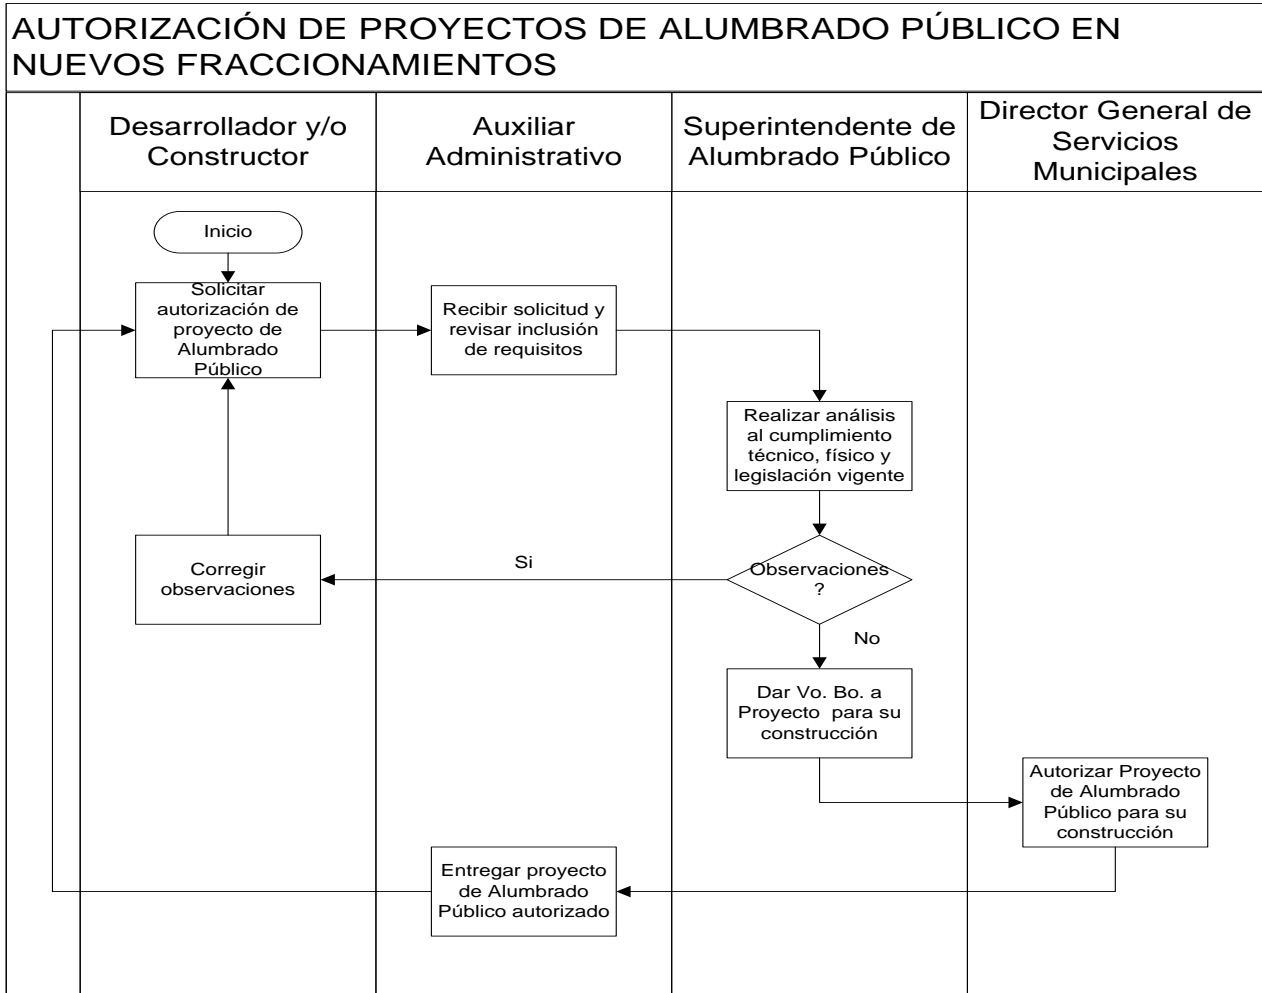 AUTORIZACIÓN DE PROYECTOS DE ALUMBRADO PÚBLICO EN
NUEVOS FRACCIONAMIENTOS
Desarrollador y/o
Constructor
Auxiliar
Administrativo
Superintendente de
Alumbrado Público
Director General de
Servicios
Municipales
Inicio
Solicitar
autorización de
proyecto de
Alumbrado
Público
Recibir solicitud y
revisar inclusión
de requisitos
Realizar análisis
al cumplimiento
técnico, físico y
legislación vigente
Observaciones
?
Si
Corregir
observaciones
No
Dar Vo. Bo. a
Proyecto para su
construcción
Autorizar Proyecto
de Alumbrado
Público para su
construcción
Entregar proyecto
de Alumbrado
Público autorizado